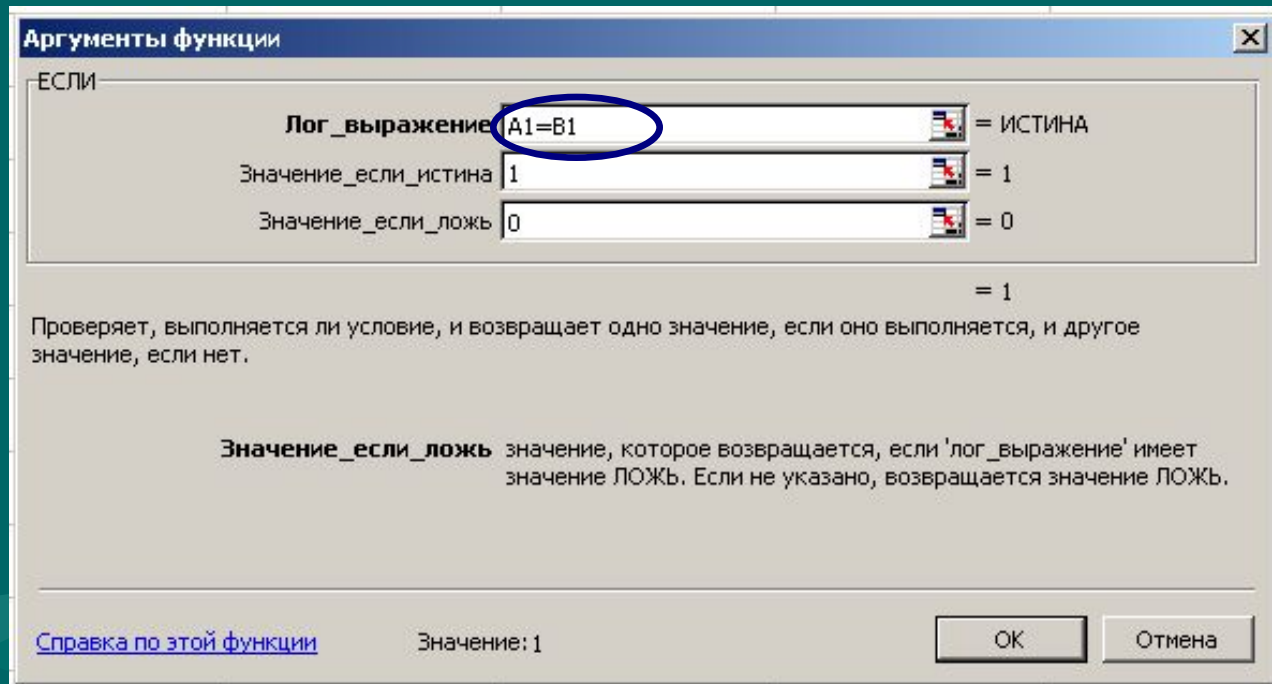 Аргументы функции
ЕСЛИ
Лог_выражение A1=B1 = ИСТИНА
Значение_если_истина 1 = 1
Значение_если_ложь 0 = 0
= 1
Проверяет, выполняется ли условие, и возвращает одно значение, если оно выполняется, и другое
значение, если нет.
Значение_если_ложь значение, которое возвращается, если 'лог_выражение' имеет
значение ЛОЖЬ. Если не указано, возвращается значение ЛОЖЬ.
Справка по этой функции Значение: 1 ОК Отмена